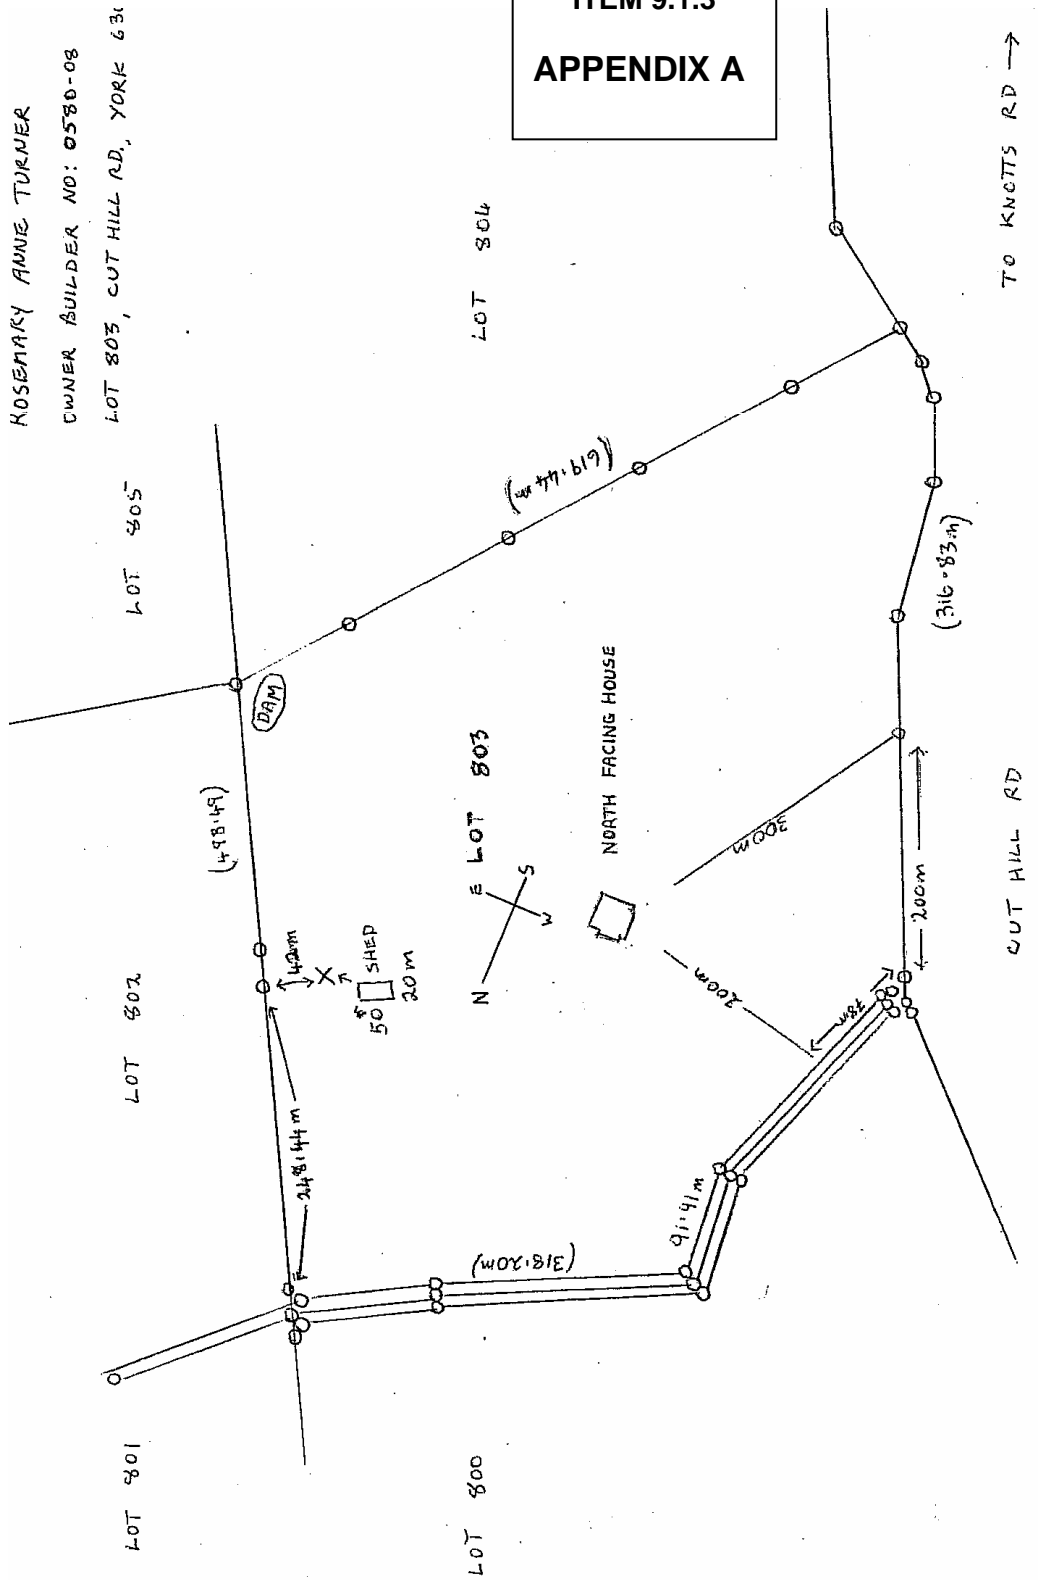 ITEM 9.1.3
APPENDIX A
ROSEMARY ANNE TURNER
OWNER BUILDER NO: 0580-08
LOT 803, CUT HILL RD., YORK
LOT 801
LOT 802
LOT 805
LOT 800
LOT 804
(498.49)
DAM
248.44m
42m
X
SHED
50
20m
(619.44m)
LOT 803
N
E
S
W
NORTH FACING HOUSE
(318.20m)
91.41m
200m
300m
78m
200m
(316.83m)
CUT HILL RD
TO KNOTTS RD →